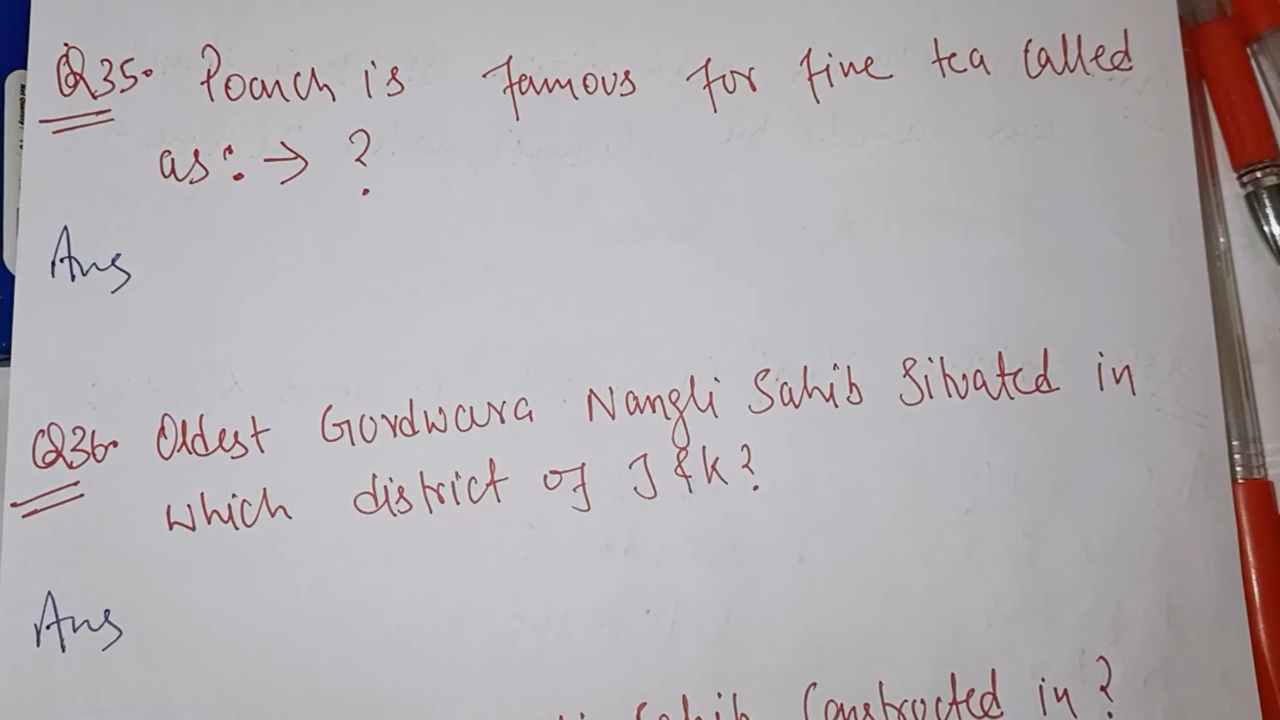 Q35. Poonch is famous for fine tea Called
as: → ?
Ans
Q36. Oldest Gurdwara Nangli Sahib Situated in
which district of J&K?
Ans
Sahib Constructed in ?